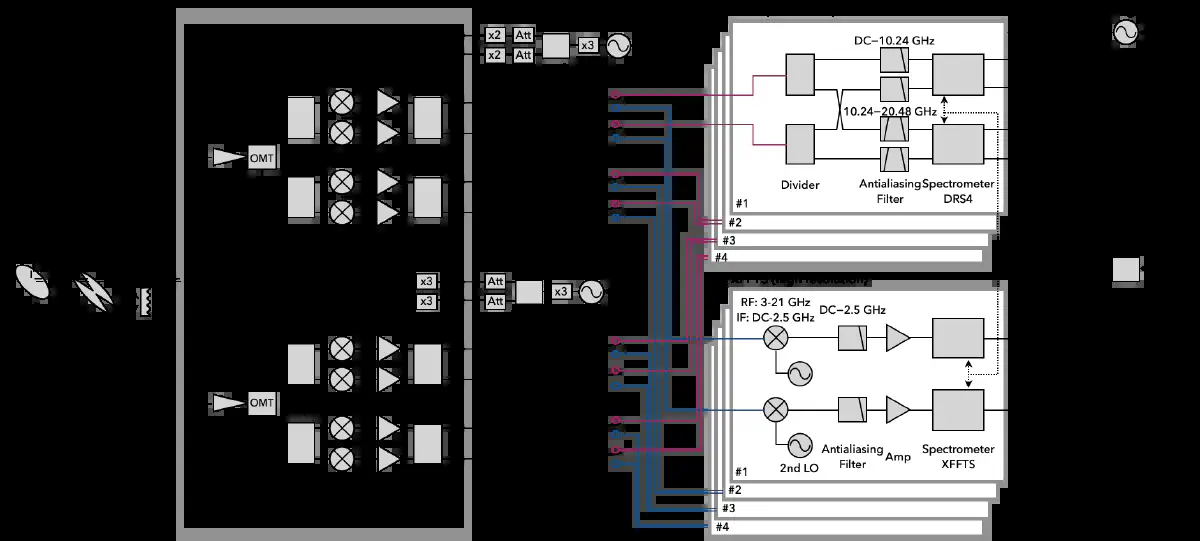 x2
Att
x2
Att
x3
OMT
x3
x3
Att
Att
x3
OMT
DC–10.24 GHz
10.24–20.48 GHz
Divider
Antialiasing
Filter
Spectrometer
DRS4
#1
#2
#3
#4
RF: 3-21 GHz
IF: DC-2.5 GHz
DC–2.5 GHz
2nd LO
Antialiasing
Filter
Amp
Spectrometer
XFFTS
#1
#2
#3
#4